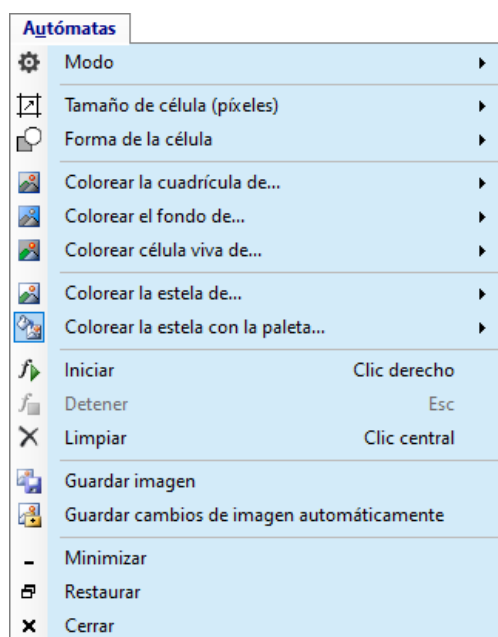 Autómatas
Modo
Tamaño de célula (píxeles)
Forma de la célula
Colorear la cuadrícula de...
Colorear el fondo de...
Colorear célula viva de...
Colorear la estela de...
Colorear la estela con la paleta...
Iniciar Clic derecho
Detener Esc
Limpiar Clic central
Guardar imagen
Guardar cambios de imagen automáticamente
Minimizar
Restaurar
Cerrar